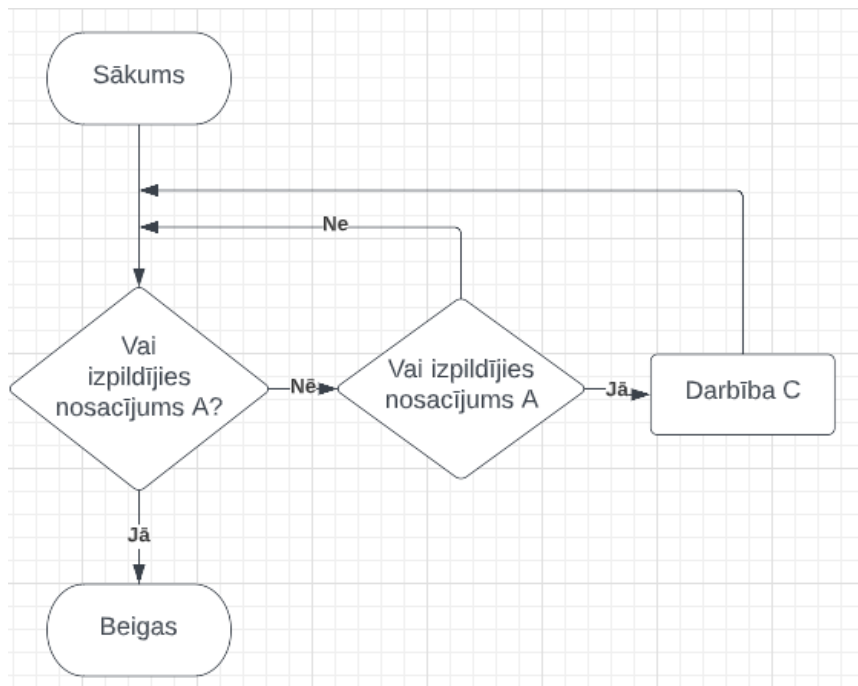 Sākums
Ne
Vai
izpildījies
nosacījums A?
Nē
Vai izpildījies
nosacījums A
Jā
Darbība C
Jā
Beigas